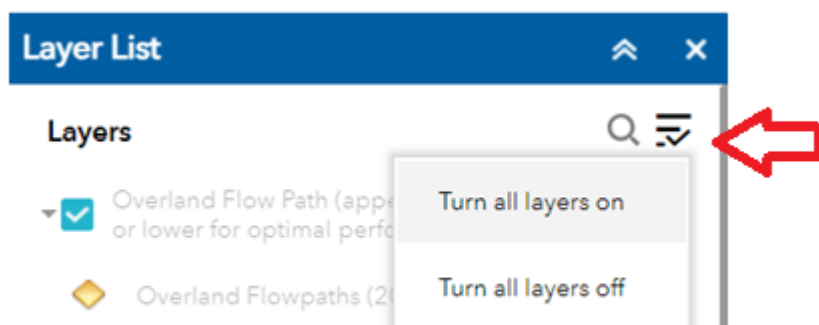 Layer List
Layers
Turn all layers on
Overland Flow Path (appe
or lower for optimal perfo
Turn all layers off
Overland Flowpaths (20